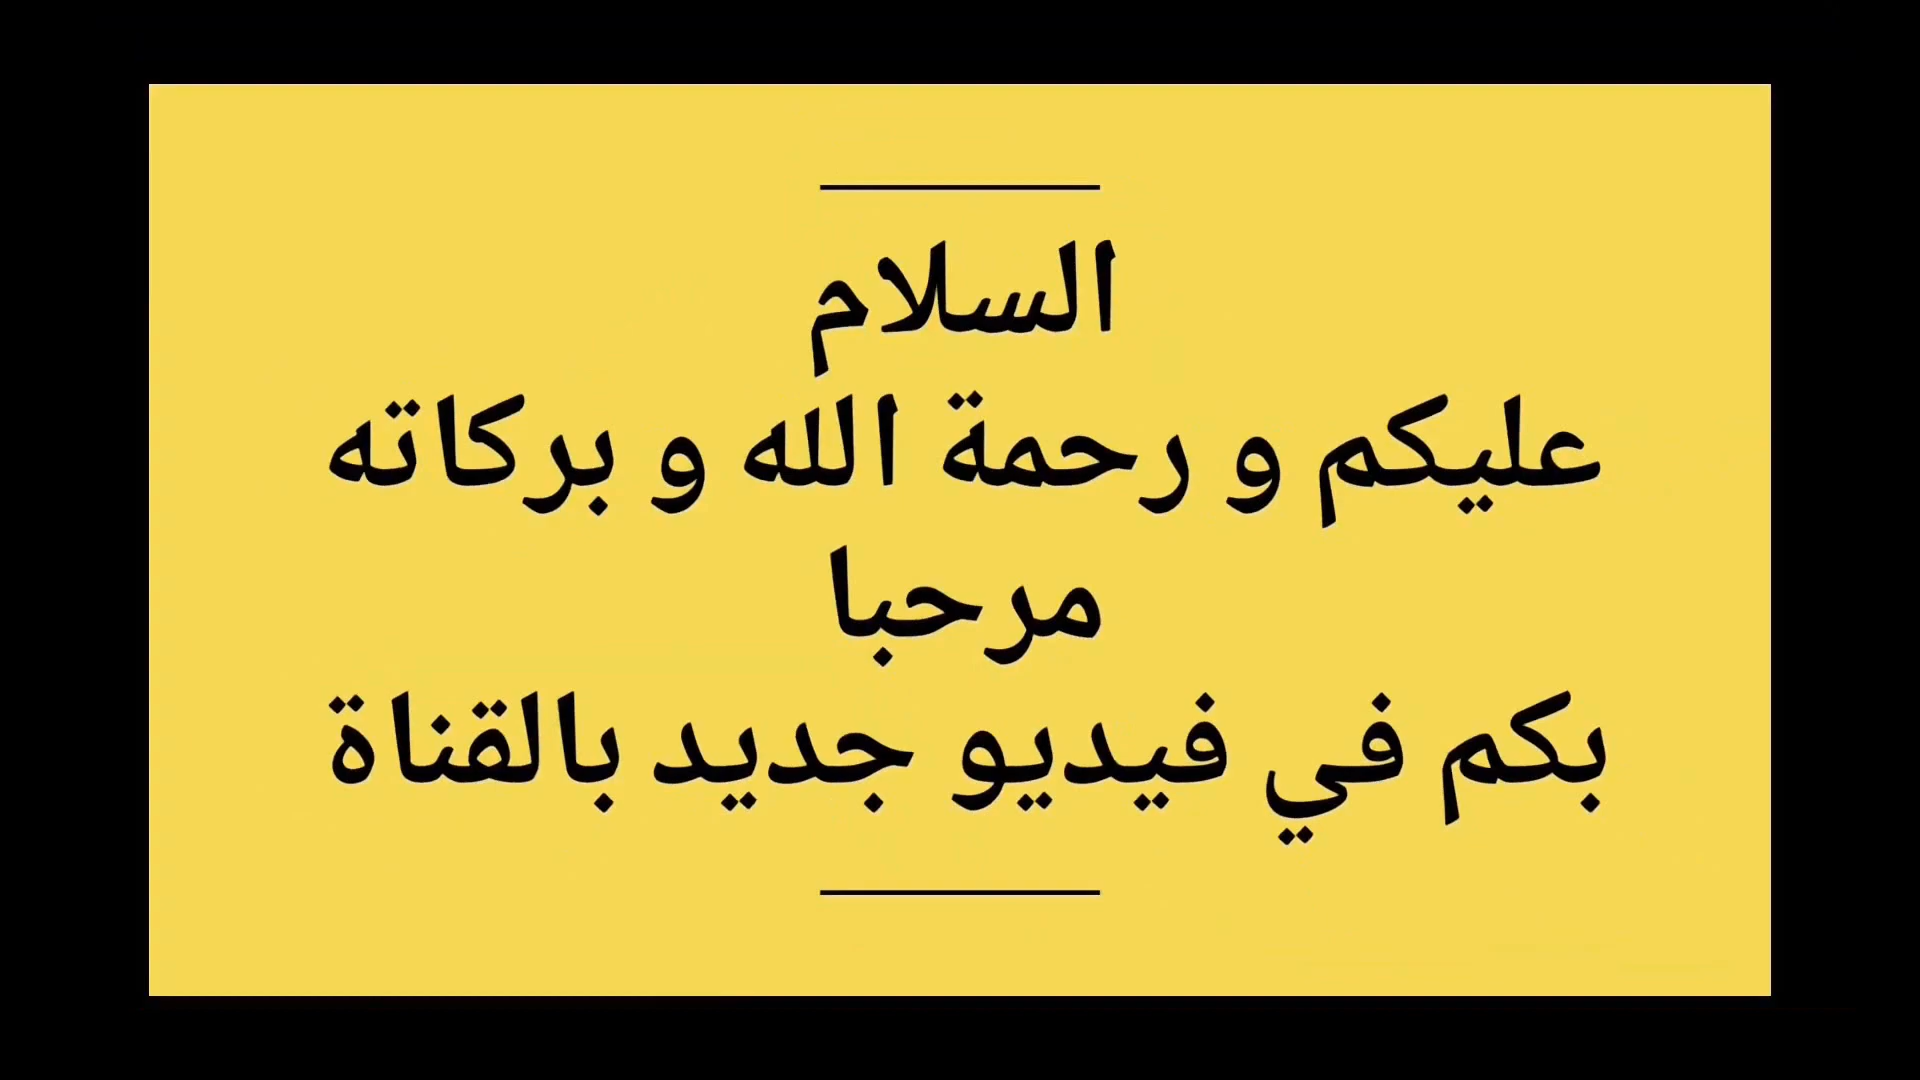 السلام
عليكم و رحمة الله و بركاته
مرحبا
بكم في فيديو جديد بالقناة